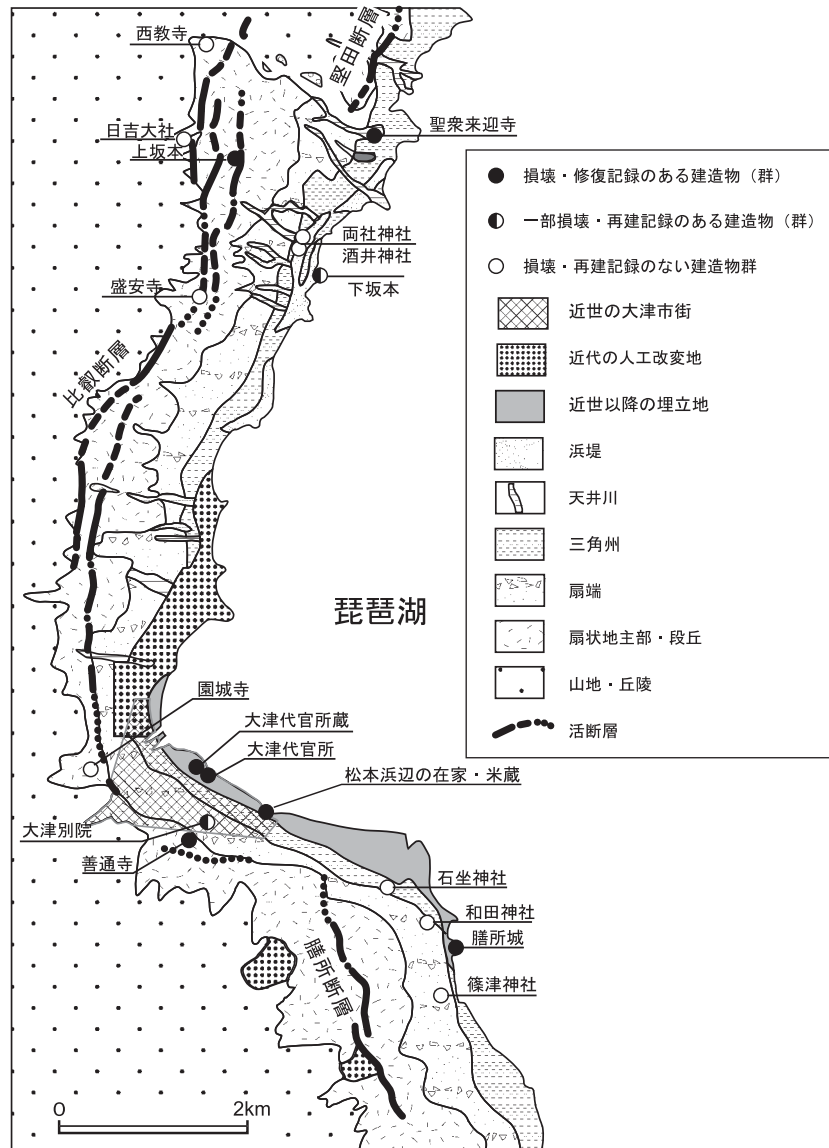 西教寺
堅田断層
日吉大社
上坂本
聖衆来迎寺
両社神社
酒井神社
下坂本
盛安寺
比叡断層
琵琶湖
園城寺
大津代官所蔵
大津代官所
松本浜辺の在家・米蔵
大津別院
善通寺
石坐神社
和田神社
膳所城
膳所断層
篠津神社
0 2km
損壊・修復記録のある建造物（群）
一部損壊・再建記録のある建造物（群）
損壊・再建記録のない建造物群
近世の大津市街
近代の人工改変地
近世以降の埋立地
浜堤
天井川
三角州
扇端
扇状地主部・段丘
山地・丘陵
活断層